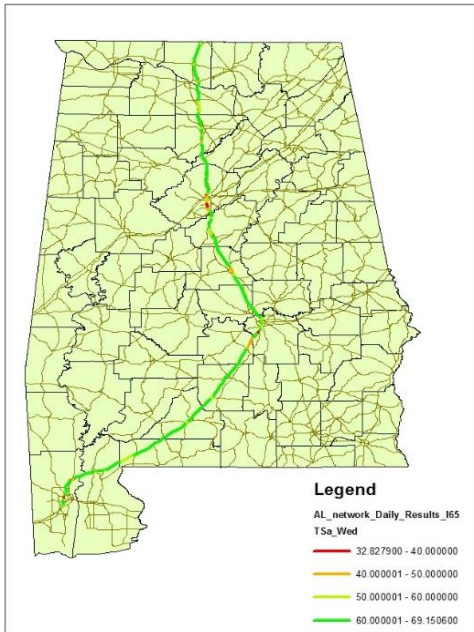 Legend
AL_network_Daily_Results_I65
TSa_Wed
32.827900 - 40.000000
40.000001 - 50.000000
50.000001 - 60.000000
60.000001 - 69.150600